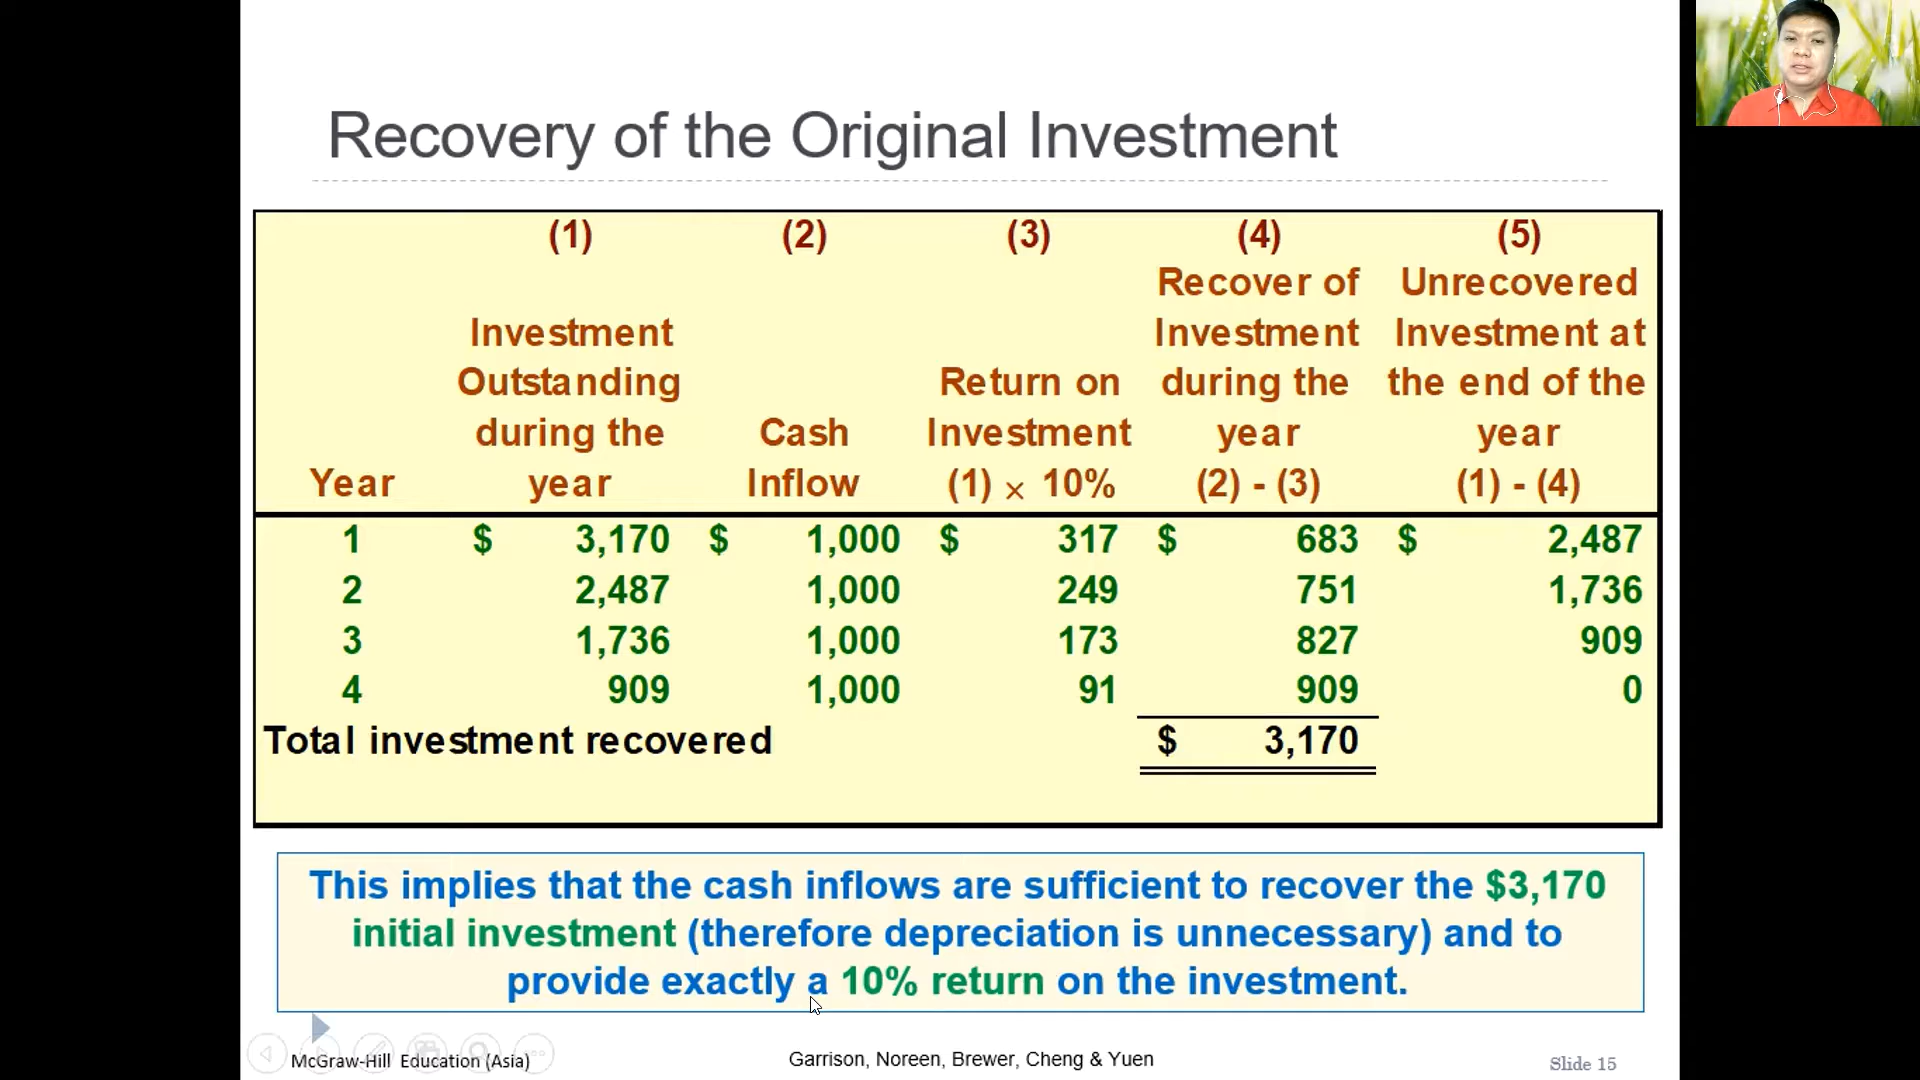 Recovery of the Original Investment
(1) (2) (3) (4) (5)
Recover of Unrecovered
Investment Investment Investment at
Outstanding Return on during the the end of the
during the Cash Investment year year
Year year Inflow (1) × 10% (2) - (3) (1) - (4)
1 $ 3,170 $ 1,000 $ 317 $ 683 $ 2,487
2 2,487 1,000 249 751 1,736
3 1,736 1,000 173 827 909
4 909 1,000 91 909 0
Total investment recovered $ 3,170
This implies that the cash inflows are sufficient to recover the $3,170
initial investment (therefore depreciation is unnecessary) and to
provide exactly a 10% return on the investment.
McGraw-Hill Education (Asia) Garrison, Noreen, Brewer, Cheng & Yuen Slide 15